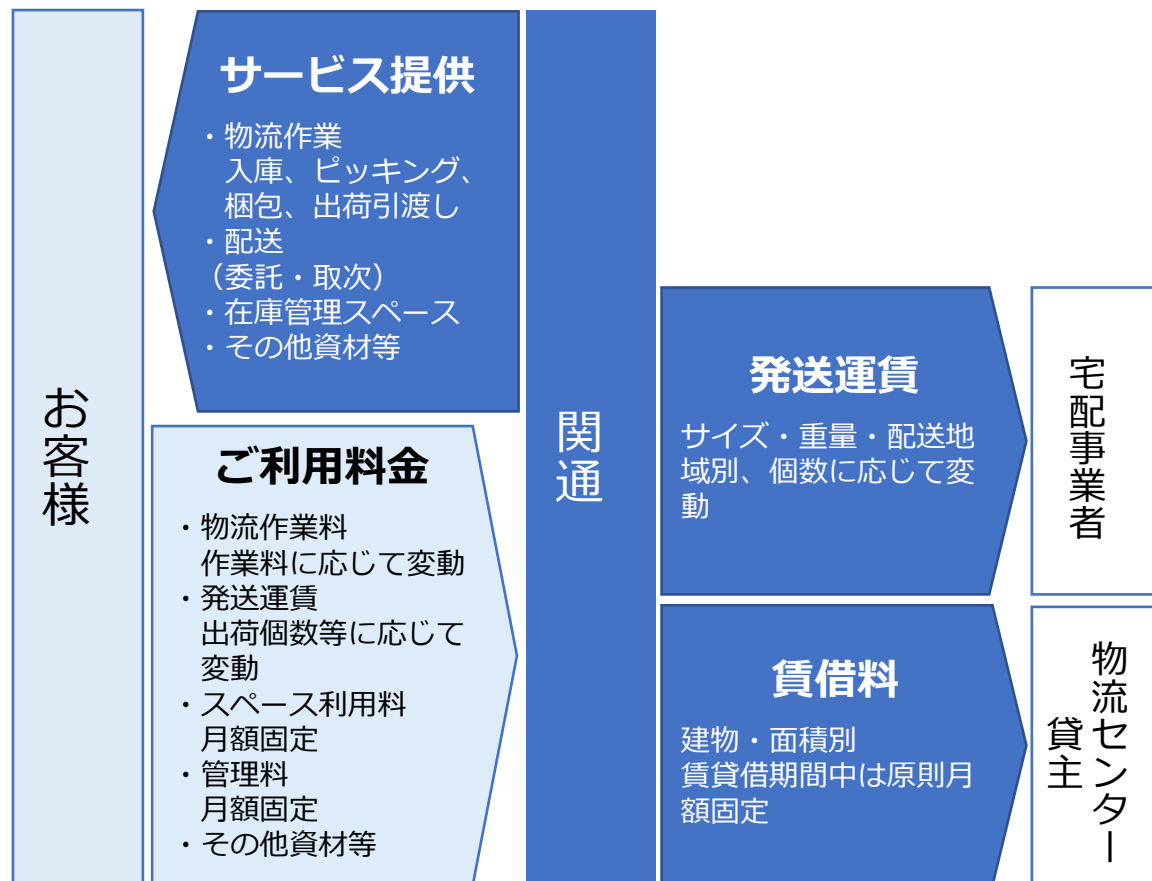 お客様
サービス提供
・物流作業
入庫、ピッキング、
梱包、出荷引渡し
・配送
（委託・取次）
・在庫管理スペース
・その他資材等
ご利用料金
・物流作業料
作業料に応じて変動
・発送運賃
出荷個数等に応じて
変動
・スペース利用料
月額固定
・管理料
月額固定
・その他資材等
関通
発送運賃
サイズ・重量・配送地
域別、個数に応じて変
動
宅配事業者
賃借料
建物・面積別
賃貸借期間中は原則月
額固定
物流センター
貸主